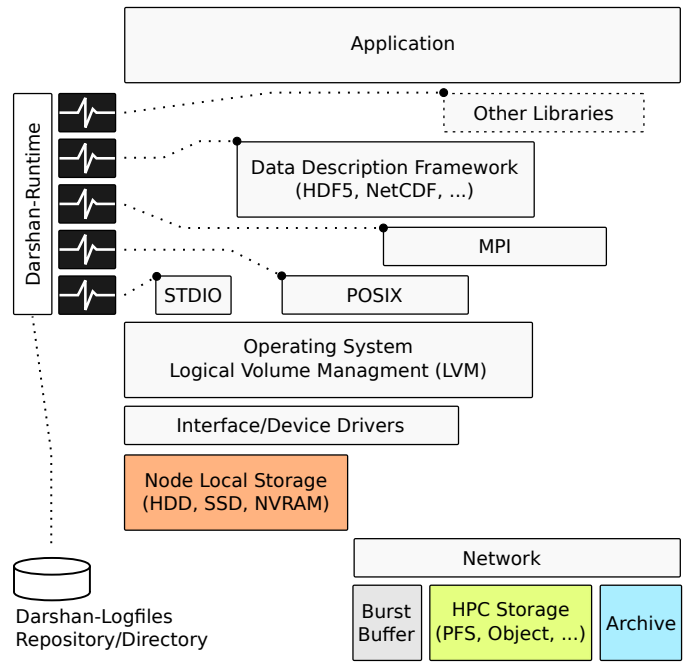 Application
Darshan-Runtime
Other Libraries
Data Description Framework
(HDF5, NetCDF, ...)
MPI
STDIO
POSIX
Operating System
Logical Volume Managment (LVM)
Interface/Device Drivers
Node Local Storage
(HDD, SSD, NVRAM)
Network
Burst
Buffer
HPC Storage
(PFS, Object, ...)
Archive
Darshan-Logfiles
Repository/Directory